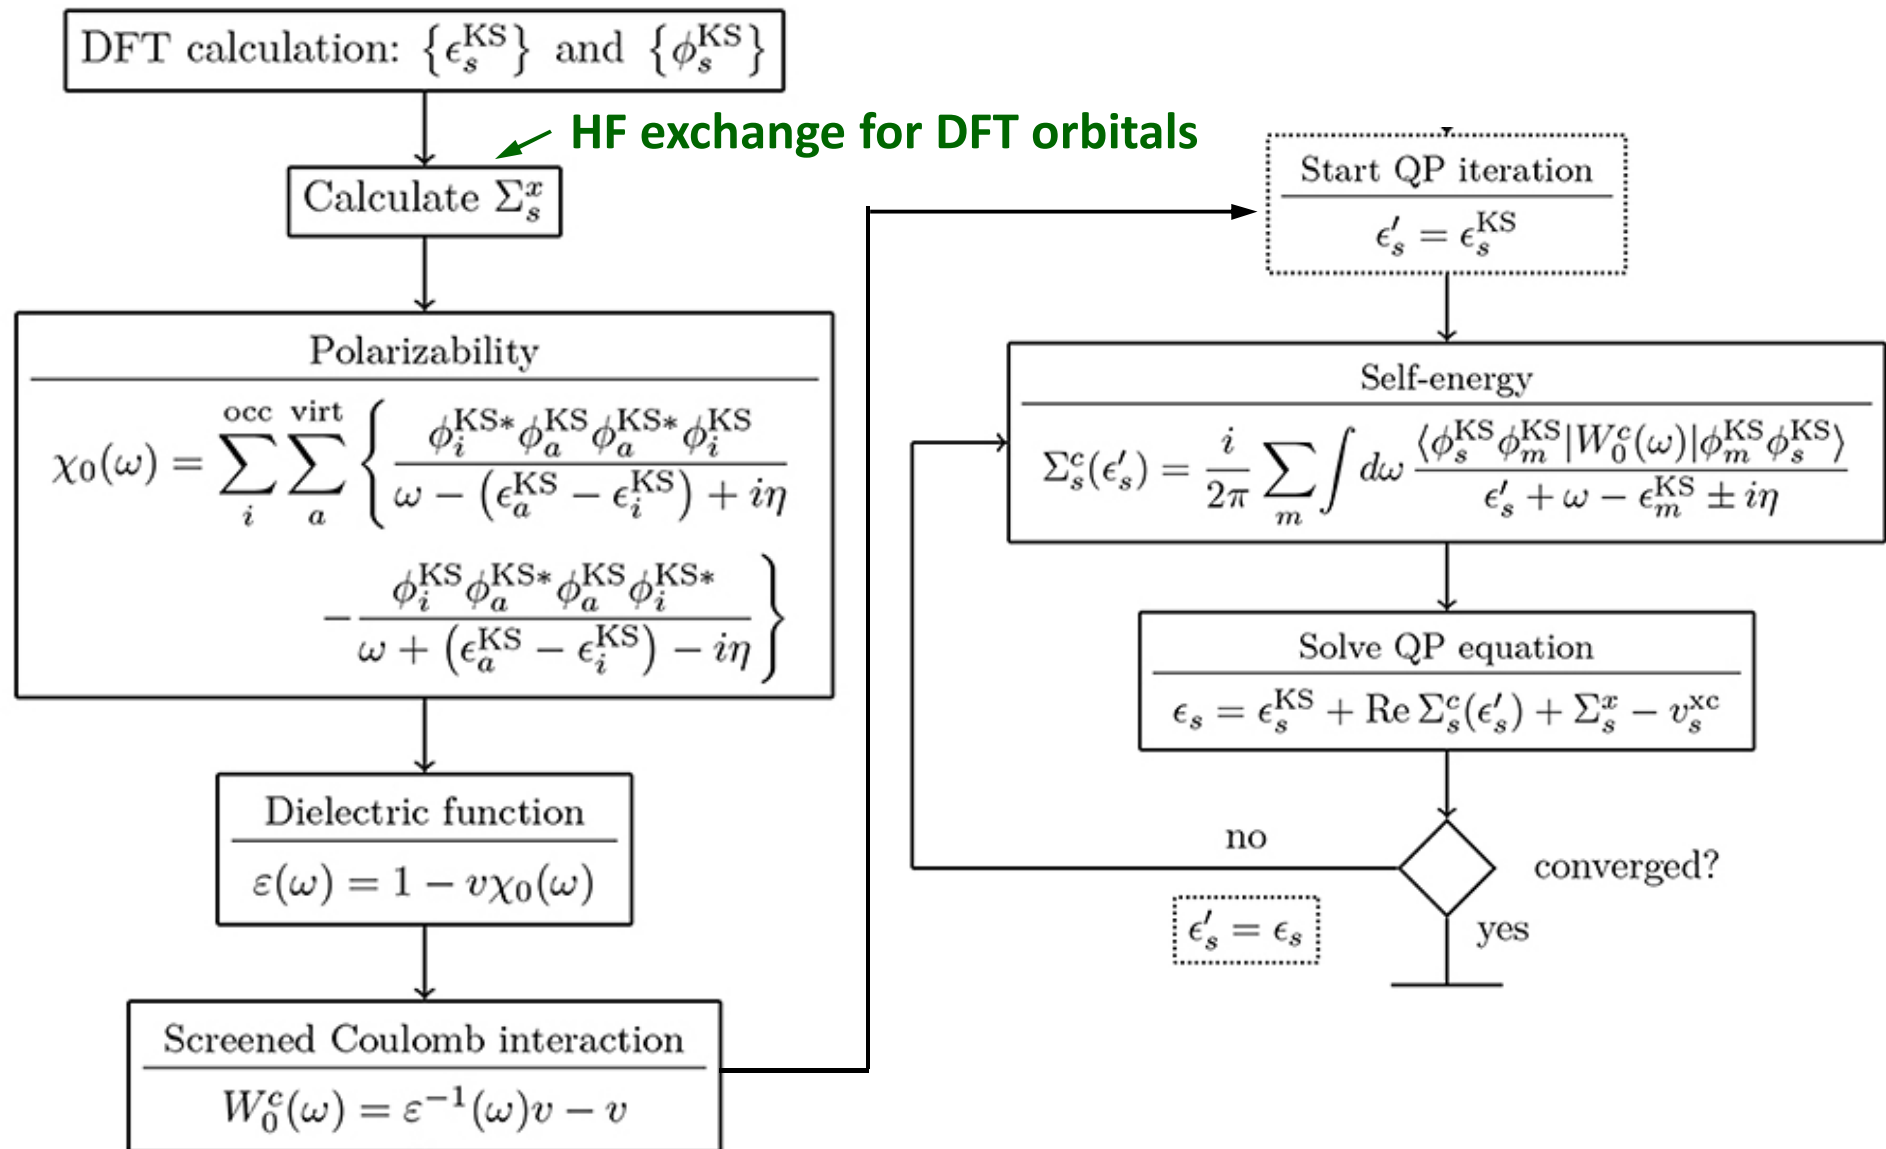 DFT calculation: {ϵ_s^KS} and {ϕ_s^KS}
HF exchange for DFT orbitals
Calculate Σ_s^x
Polarizability
χ_0(ω) = ∑_i^occ ∑_a^virt { (ϕ_i^KS* ϕ_a^KS ϕ_a^KS* ϕ_i^KS) / (ω − (ϵ_a^KS − ϵ_i^KS) + iη)
− (ϕ_i^KS ϕ_a^KS* ϕ_a^KS ϕ_i^KS*) / (ω + (ϵ_a^KS − ϵ_i^KS) − iη) }
Dielectric function
ε(ω) = 1 − vχ_0(ω)
Screened Coulomb interaction
W_0^c(ω) = ε^−1(ω)v − v
Start QP iteration
ϵ′_s = ϵ_s^KS
Self-energy
Σ_s^c(ϵ′_s) = i/2π ∑_m ∫ dω ⟨ϕ_s^KS ϕ_m^KS|W_0^c(ω)|ϕ_m^KS ϕ_s^KS⟩ / (ϵ′_s + ω − ϵ_m^KS ± iη)
Solve QP equation
ϵ_s = ϵ_s^KS + Re Σ_s^c(ϵ′_s) + Σ_s^x − v_s^xc
no
converged?
ϵ′_s = ϵ_s
yes